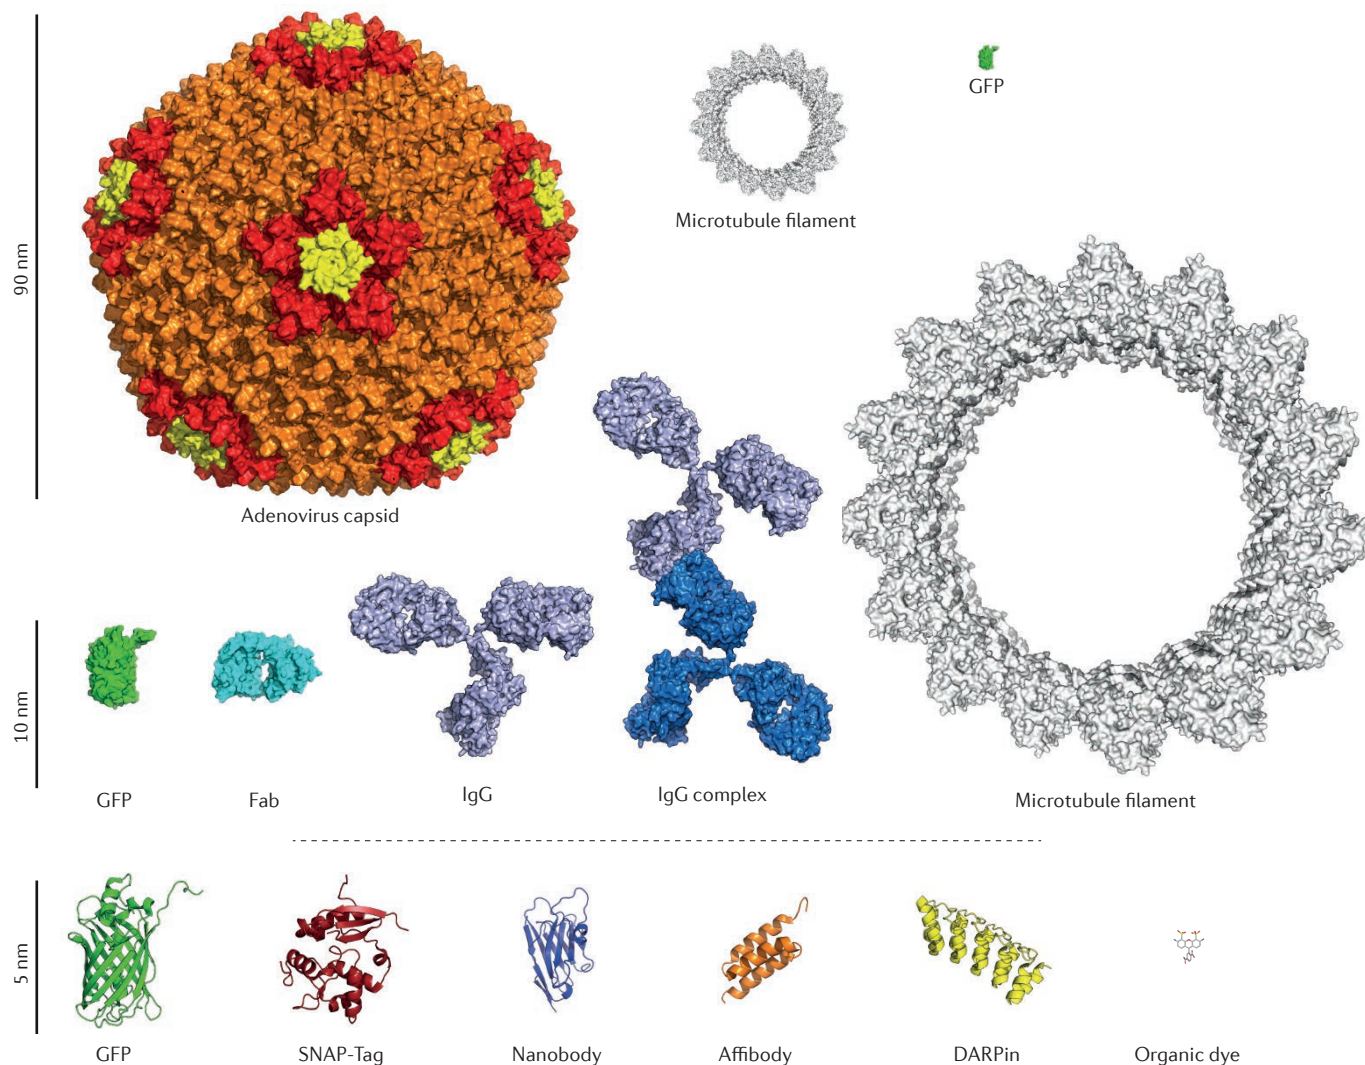 90 nm
Adenovirus capsid
Microtubule filament
GFP
10 nm
GFP
Fab
IgG
IgG complex
Microtubule filament
5 nm
GFP
SNAP-Tag
Nanobody
Affibody
DARPin
Organic dye